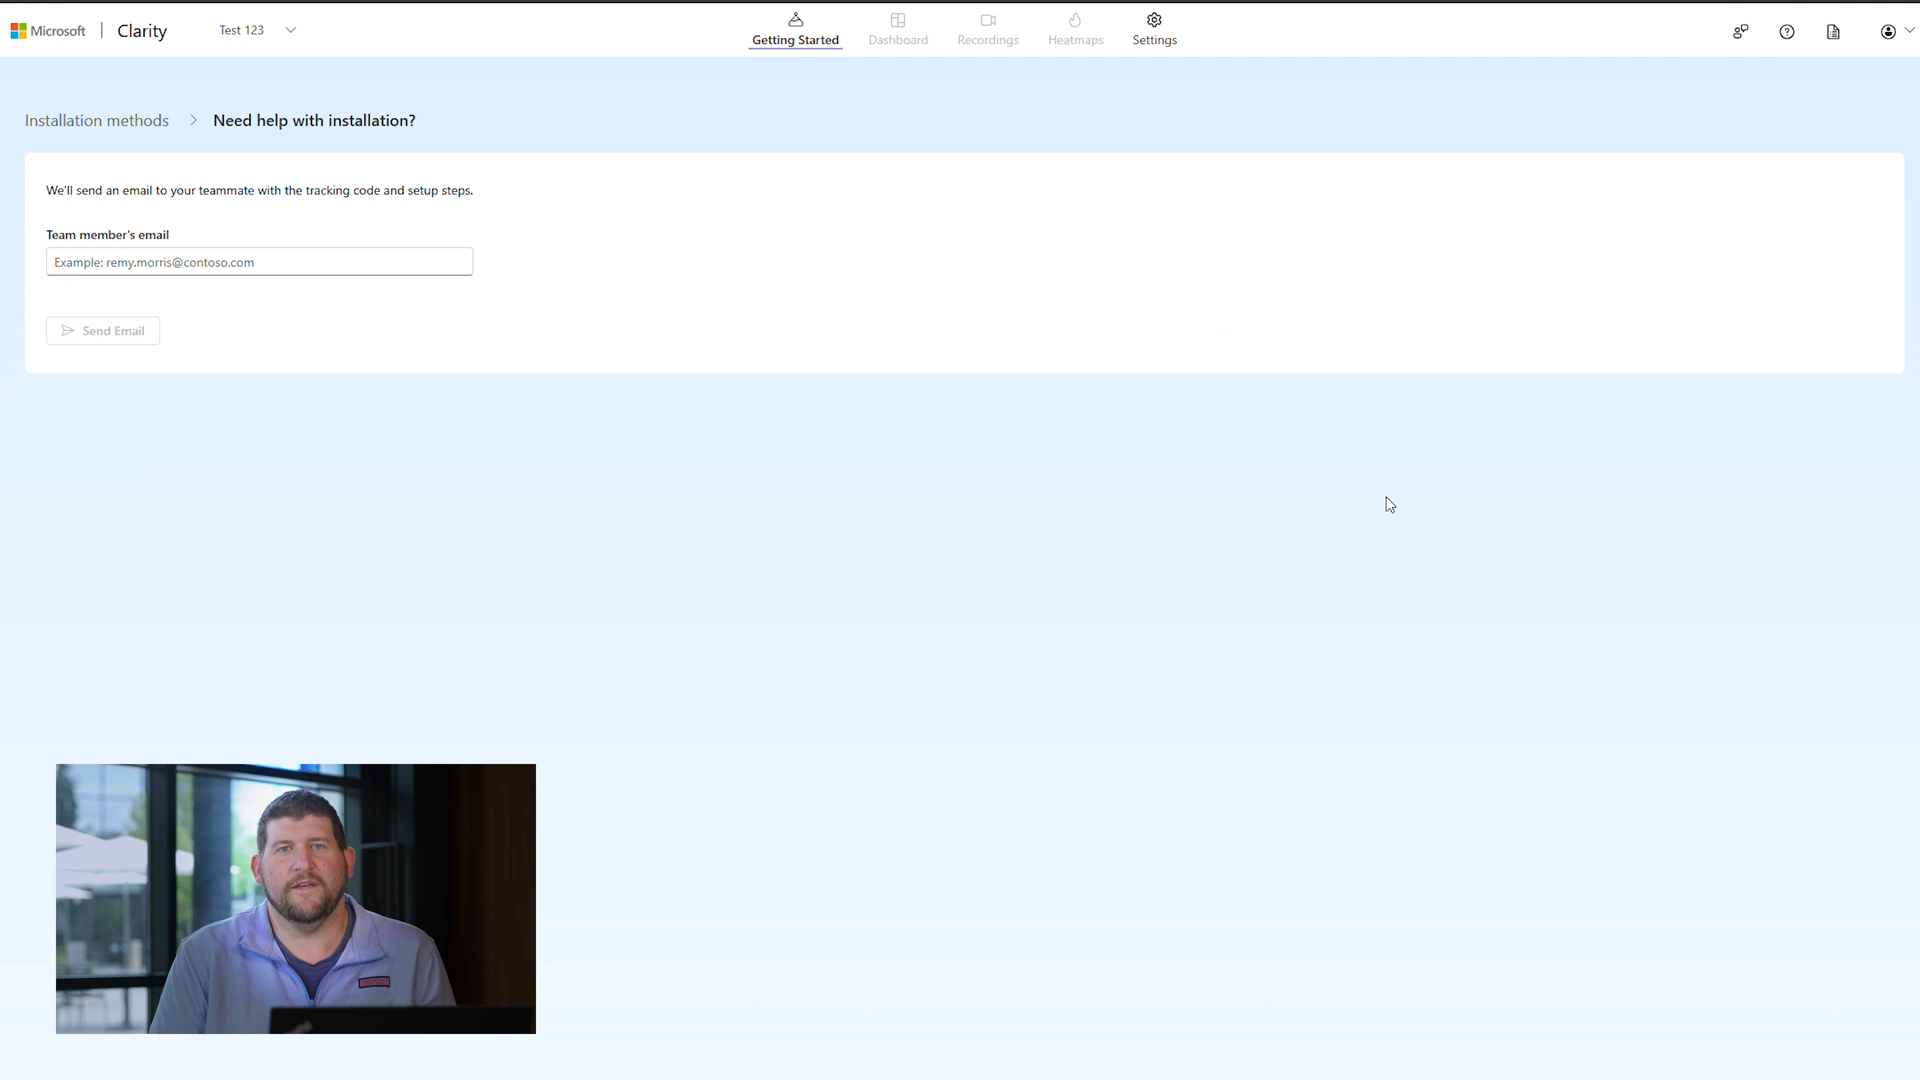 Microsoft | Clarity Test 123
Getting Started Dashboard Recordings Heatmaps Settings
Installation methods > Need help with installation?
We'll send an email to your teammate with the tracking code and setup steps.
Team member's email
Example: remy.morris@contoso.com
Send Email